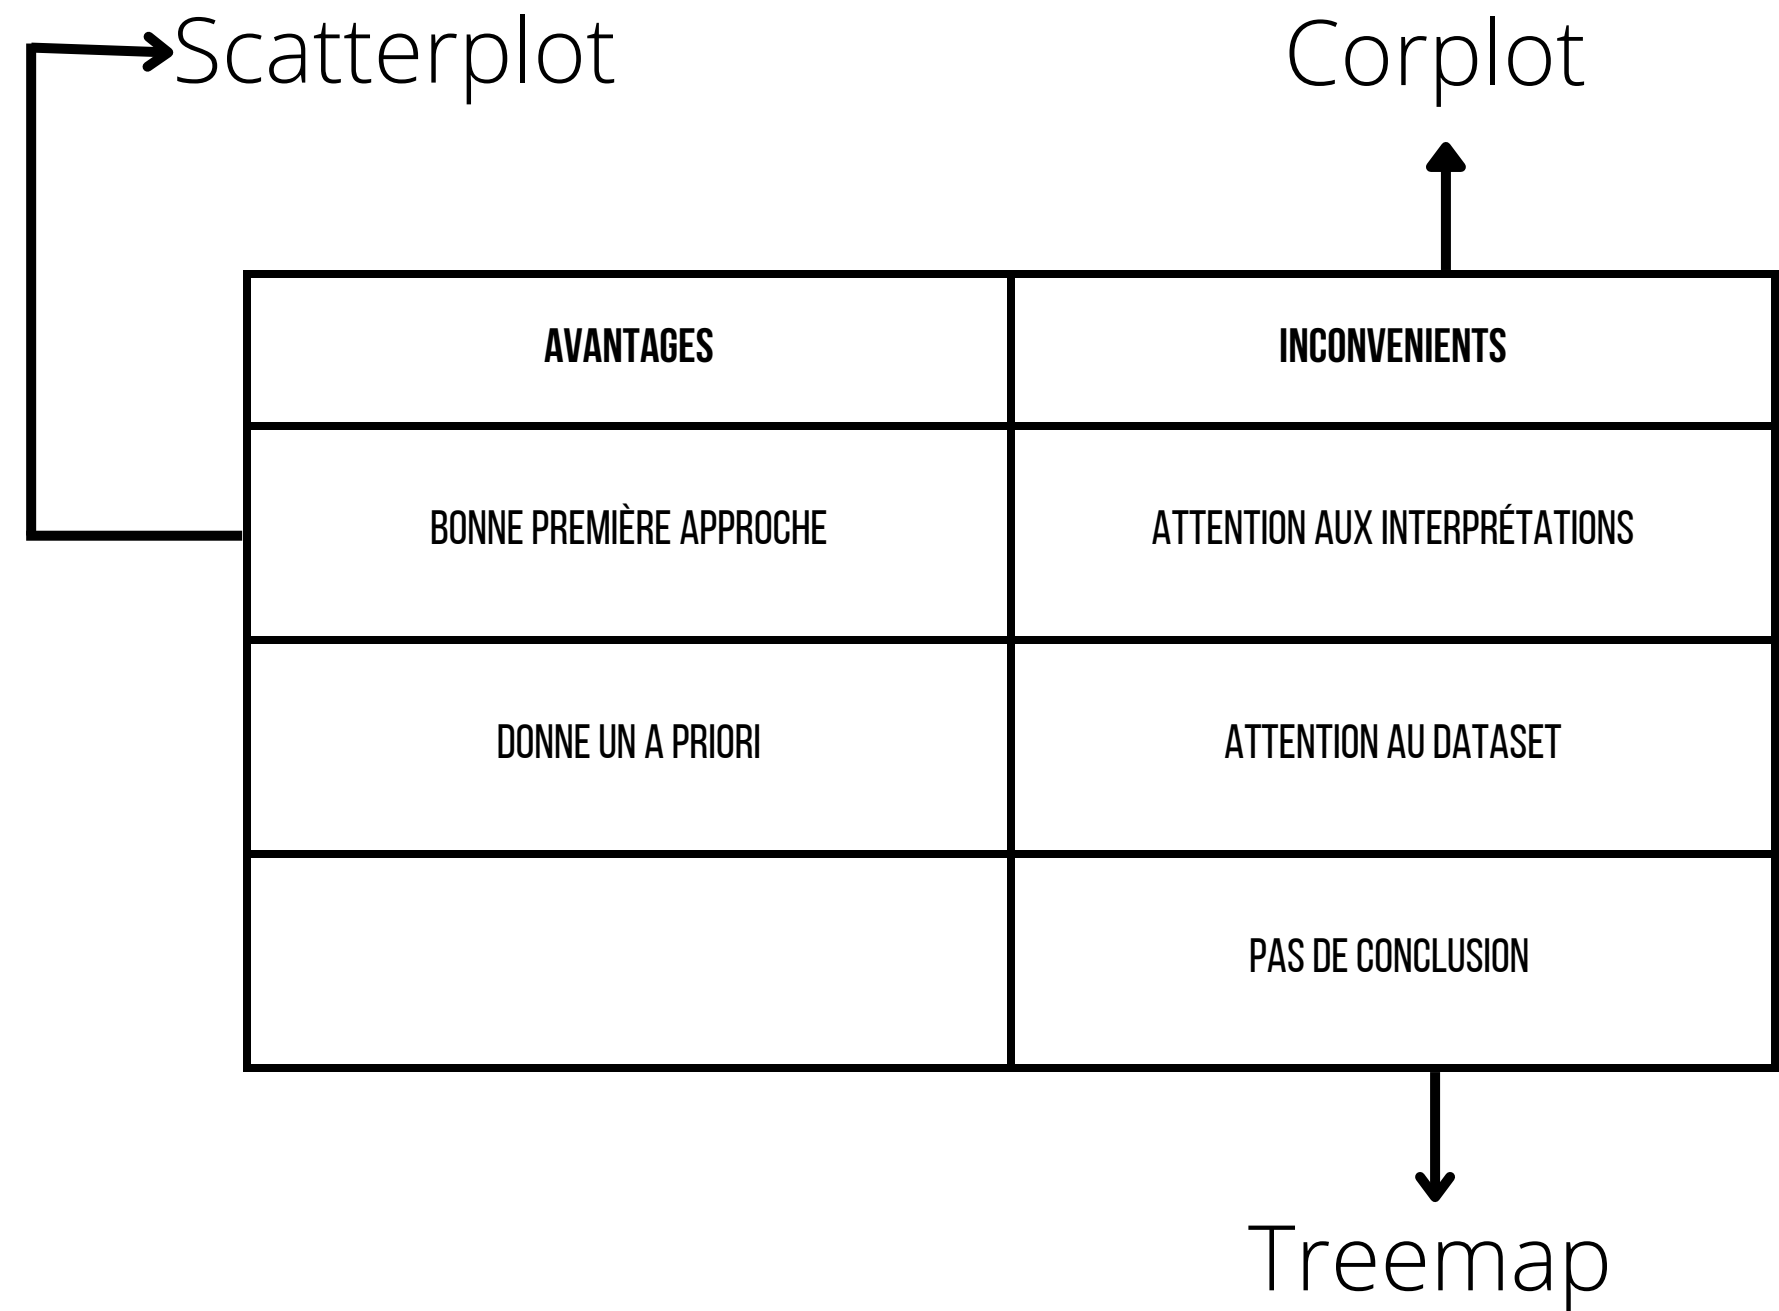 Scatterplot
Corplot
AVANTAGES
INCONVENIENTS
BONNE PREMIÈRE APPROCHE
ATTENTION AUX INTERPRÉTATIONS
DONNE UN A PRIORI
ATTENTION AU DATASET
PAS DE CONCLUSION
Treemap